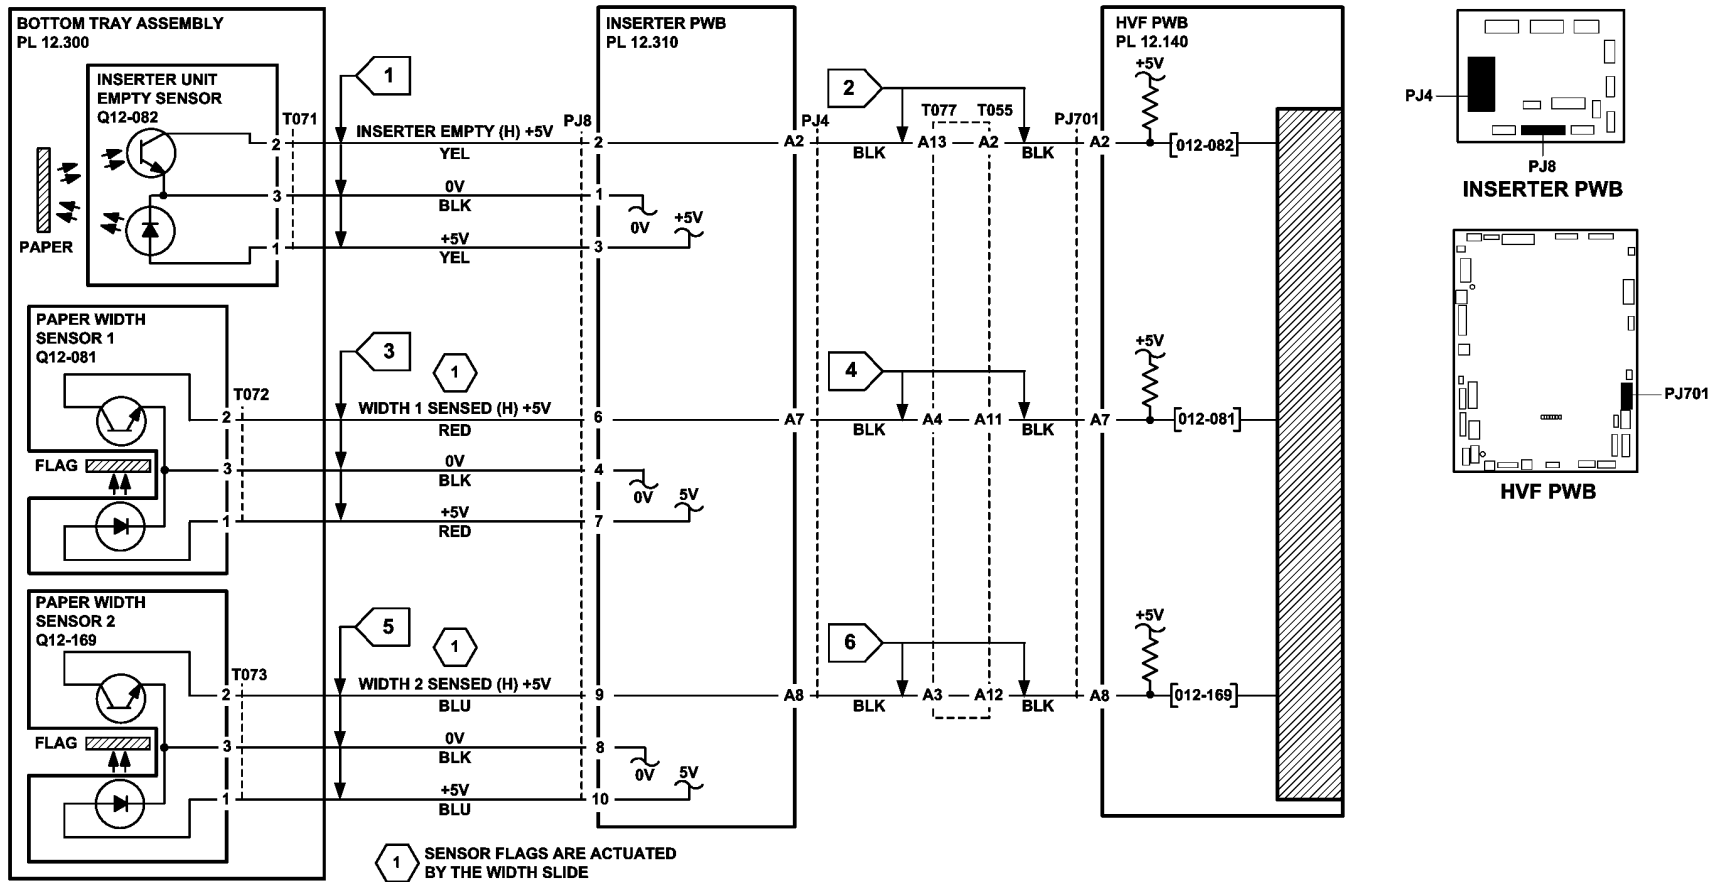 BOTTOM TRAY ASSEMBLY
PL 12.300
INSERTER UNIT
EMPTY SENSOR
Q12-082
T071
PAPER
2
3
1
1
INSERTER EMPTY (H) +5V
YEL
0V
BLK
+5V
YEL
PJ8
INSERTER PWB
PL 12.310
2
1
3
0V
+5V
A2
PJ4
2
T077
T055
BLK
A13
A2
BLK
PJ701
A2
HVF PWB
PL 12.140
+5V
012-082
PAPER WIDTH
SENSOR 1
Q12-081
T072
FLAG
2
3
1
3
1
WIDTH 1 SENSED (H) +5V
RED
0V
BLK
+5V
RED
6
4
7
0V
5V
A7
4
BLK
A4
A11
BLK
A7
+5V
012-081
PAPER WIDTH
SENSOR 2
Q12-169
T073
FLAG
2
3
1
5
1
WIDTH 2 SENSED (H) +5V
BLU
0V
BLK
+5V
BLU
9
8
10
0V
5V
A8
6
BLK
A3
A12
BLK
A8
+5V
012-169
1
SENSOR FLAGS ARE ACTUATED
BY THE WIDTH SLIDE
PJ4
PJ8
INSERTER PWB
PJ701
HVF PWB